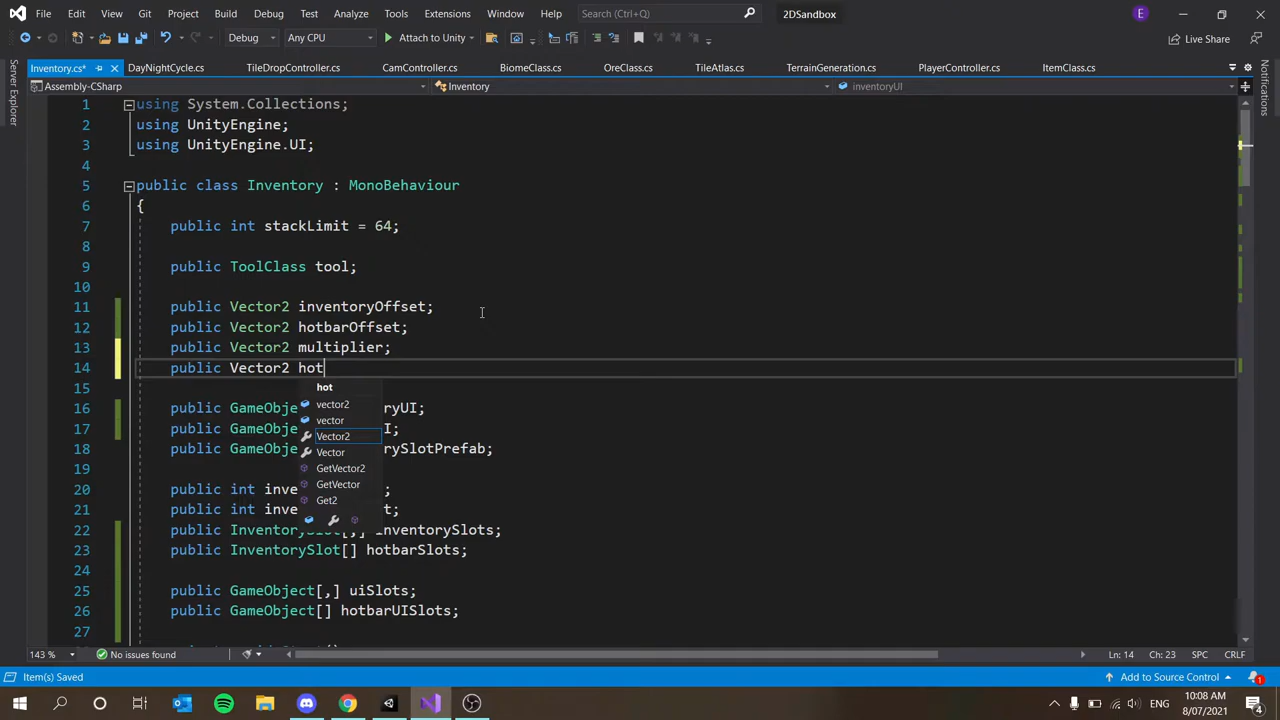 File Edit View Git Project Build Debug Test Analyze Tools Extensions Window Help Search (Ctrl+Q) 2DSandbox E
Debug Any CPU Attach to Unity Live Share
Inventory.cs* DayNightCycle.cs TileDropController.cs CamController.cs BiomeClass.cs OreClass.cs TileAtlas.cs TerrainGeneration.cs PlayerController.cs ItemClass.cs
Assembly-CSharp Inventory inventoryUI
Server Explorer
Notifications
1 using System.Collections;
2 using UnityEngine;
3 using UnityEngine.UI;
4
5 public class Inventory : MonoBehaviour
6 {
7 public int stackLimit = 64;
8
9 public ToolClass tool;
10
11 public Vector2 inventoryOffset;
12 public Vector2 hotbarOffset;
13 public Vector2 multiplier;
14 public Vector2 hot
15
hot
vector2
vector
Vector2
Vector
GetVector2
GetVector
Get2
16 public GameObje ryUI;
17 public GameObje I;
18 public GameObje rySlotPrefab;
19
20 public int inve ;
21 public int inve t;
22 public InventorySlot[,] inventorySlots;
23 public InventorySlot[] hotbarSlots;
24
25 public GameObject[,] uiSlots;
26 public GameObject[] hotbarUISlots;
27
143 % No issues found Ln: 14 Ch: 23 SPC CRLF
Item(s) Saved Add to Source Control 1
10:08 AM
ENG 8/07/2021 4